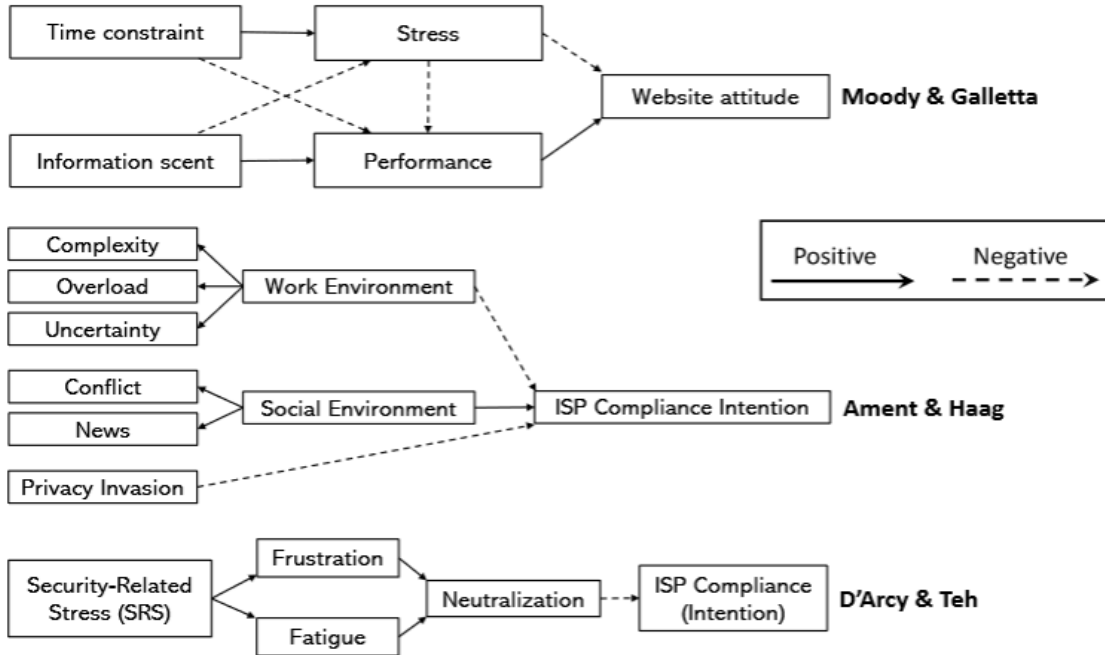 Time constraint
Stress
Website attitude
Moody & Galletta
Information scent
Performance
Complexity
Overload
Work Environment
Uncertainty
Positive
Negative
Conflict
News
Social Environment
ISP Compliance Intention
Ament & Haag
Privacy Invasion
Security-Related
Stress (SRS)
Frustration
Fatigue
Neutralization
ISP Compliance
(Intention)
D'Arcy & Teh